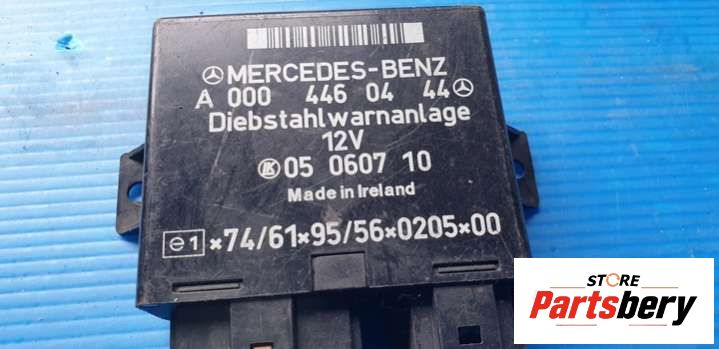 MERCEDES-BENZ
A 000 446 04 44
Diebstahlwarnanlage
12V
LK 05 0607 10
Made in Ireland
e1 *74/61*95/56*0205*00
STORE
Partsbery